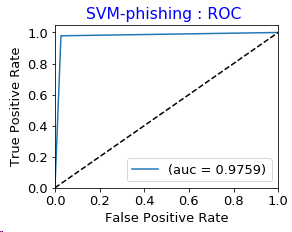 SVM-phishing : ROC
True Positive Rate
1.0
0.8
0.6
0.4
0.2
0.0
(auc = 0.9759)
0.0 0.2 0.4 0.6 0.8 1.0
False Positive Rate